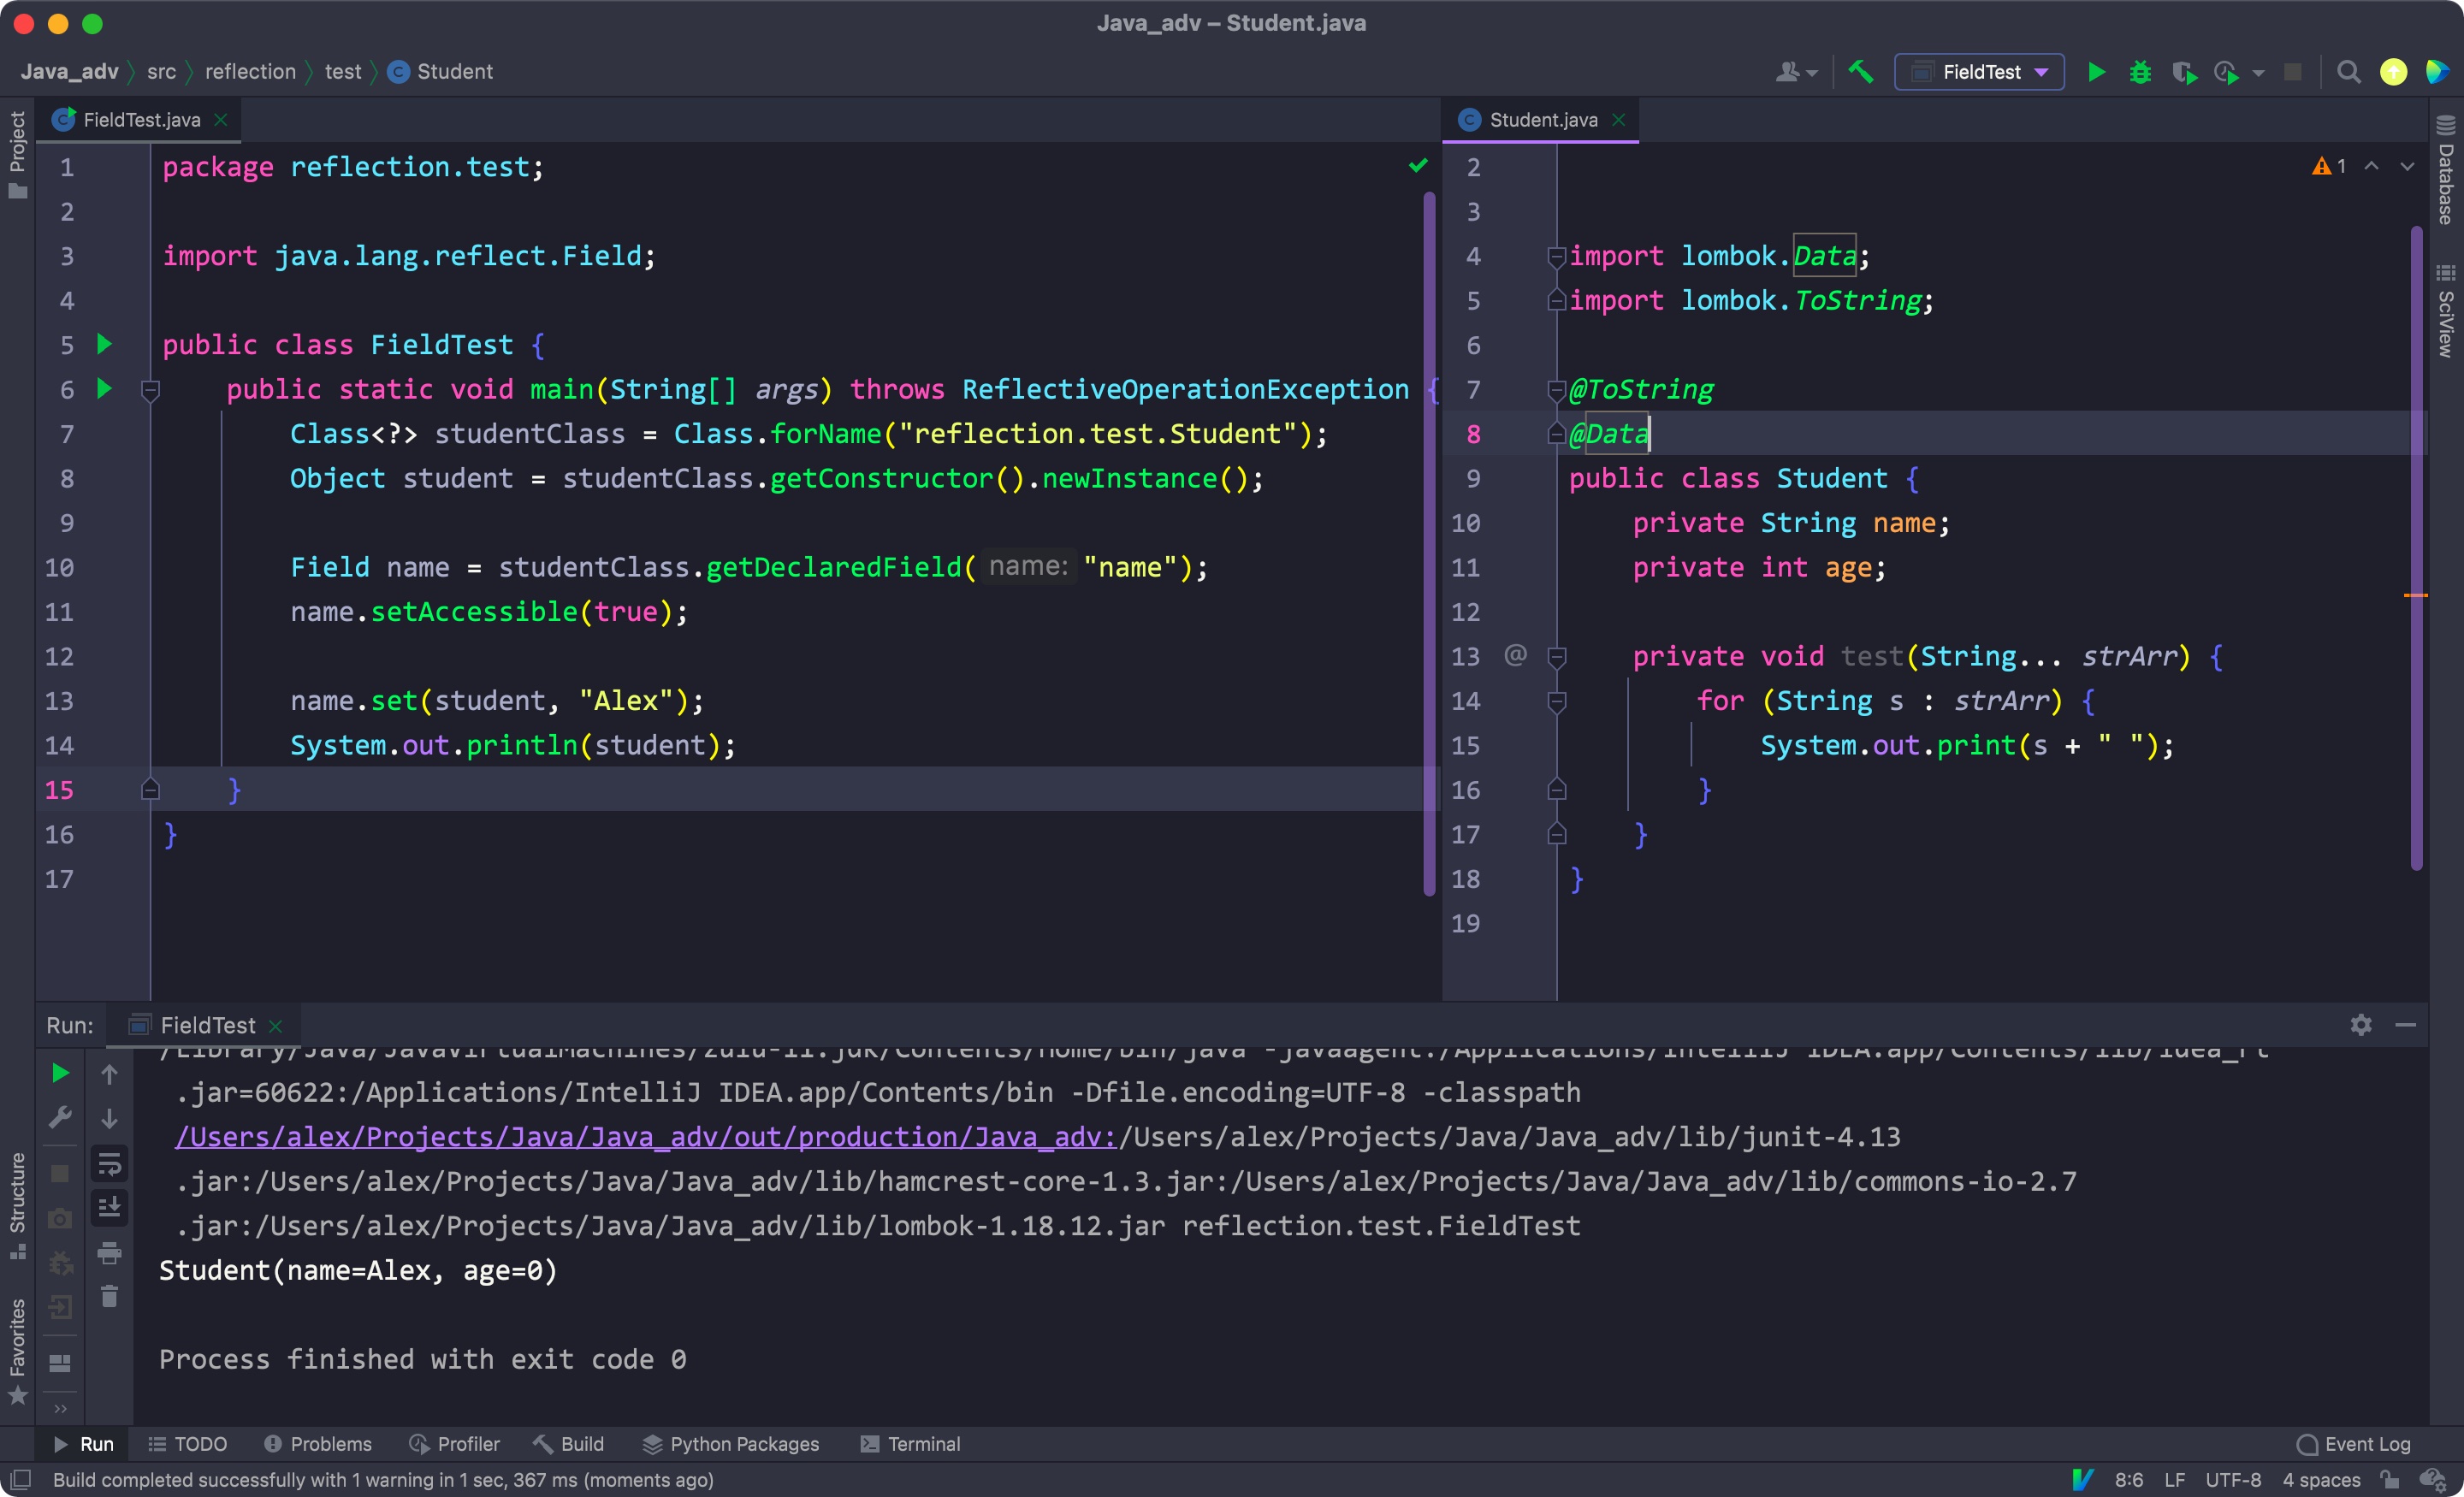 Java_adv – Student.java
Java_adv src reflection test Student
FieldTest
Project
FieldTest.java
1 package reflection.test;
2
3 import java.lang.reflect.Field;
4
5 public class FieldTest {
6 public static void main(String[] args) throws ReflectiveOperationException {
7 Class<?> studentClass = Class.forName("reflection.test.Student");
8 Object student = studentClass.getConstructor().newInstance();
9
10 Field name = studentClass.getDeclaredField( name: "name");
11 name.setAccessible(true);
12
13 name.set(student, "Alex");
14 System.out.println(student);
15 }
16 }
17
Student.java
1
2
3
4 import lombok.Data;
5 import lombok.ToString;
6
7 @ToString
8 @Data
9 public class Student {
10 private String name;
11 private int age;
12
13 @ private void test(String... strArr) {
14 for (String s : strArr) {
15 System.out.print(s + " ");
16 }
17 }
18 }
19
Database
SciView
Run: FieldTest
/Library/Java/JavaVirtualMachines/zulu-11.jdk/Contents/Home/bin/java -javaagent:/Applications/IntelliJ IDEA.app/Contents/lib/idea_rt
.jar=60622:/Applications/IntelliJ IDEA.app/Contents/bin -Dfile.encoding=UTF-8 -classpath
/Users/alex/Projects/Java/Java_adv/out/production/Java_adv:/Users/alex/Projects/Java/Java_adv/lib/junit-4.13
.jar:/Users/alex/Projects/Java/Java_adv/lib/hamcrest-core-1.3.jar:/Users/alex/Projects/Java/Java_adv/lib/commons-io-2.7
.jar:/Users/alex/Projects/Java/Java_adv/lib/lombok-1.18.12.jar reflection.test.FieldTest
Student(name=Alex, age=0)
Process finished with exit code 0
Structure
Favorites
Run TODO Problems Profiler Build Python Packages Terminal Event Log
Build completed successfully with 1 warning in 1 sec, 367 ms (moments ago) 8:6 LF UTF-8 4 spaces